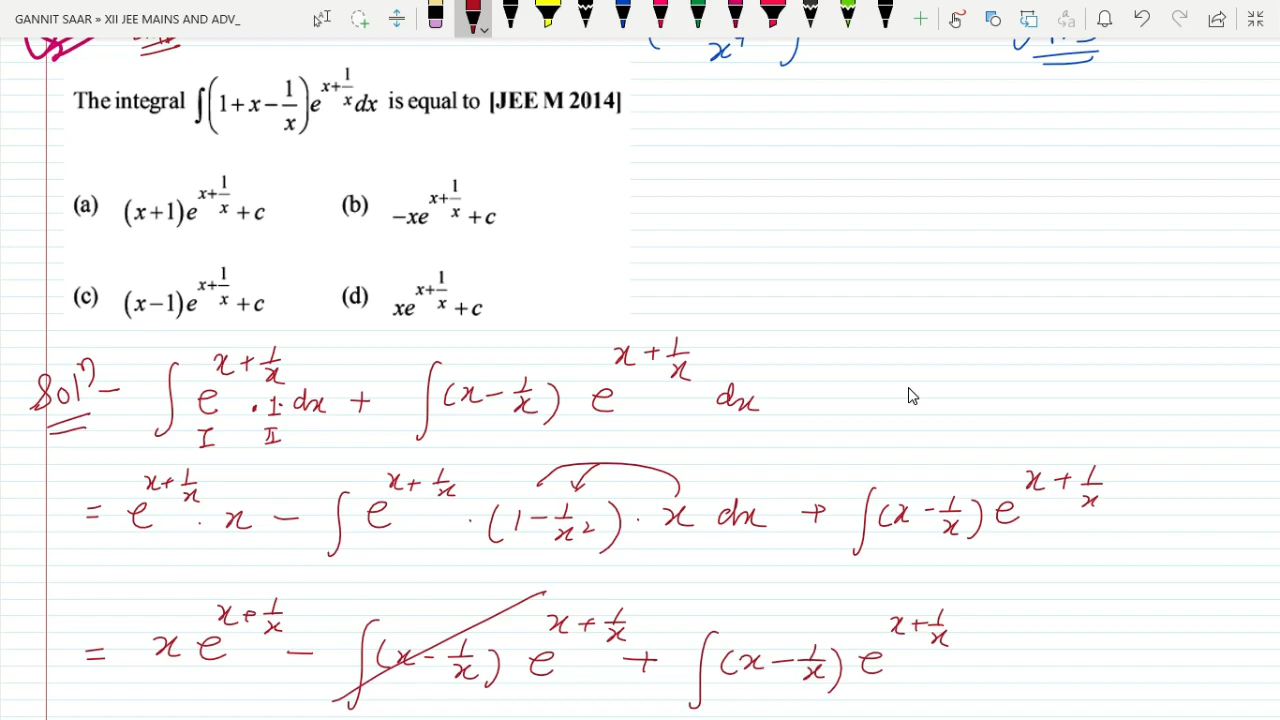 GANNIT SAAR » XII JEE MAINS AND ADV_
The integral ∫(1+x−1/x)e^{x+1/x}dx is equal to [JEE M 2014]
(a) (x+1)e^{x+1/x}+c (b) −xe^{x+1/x}+c
(c) (x−1)e^{x+1/x}+c (d) xe^{x+1/x}+c
Solⁿ− ∫ e^{x+1/x} . 1. dx + ∫(x−1/x) e^{x+1/x} dx
I II
= e^{x+1/x} . x − ∫ e^{x+1/x} . (1−1/x²) . x dx + ∫(x−1/x) e^{x+1/x}
= x e^{x+1/x} − ∫(x−1/x) e^{x+1/x} + ∫(x−1/x) e^{x+1/x}